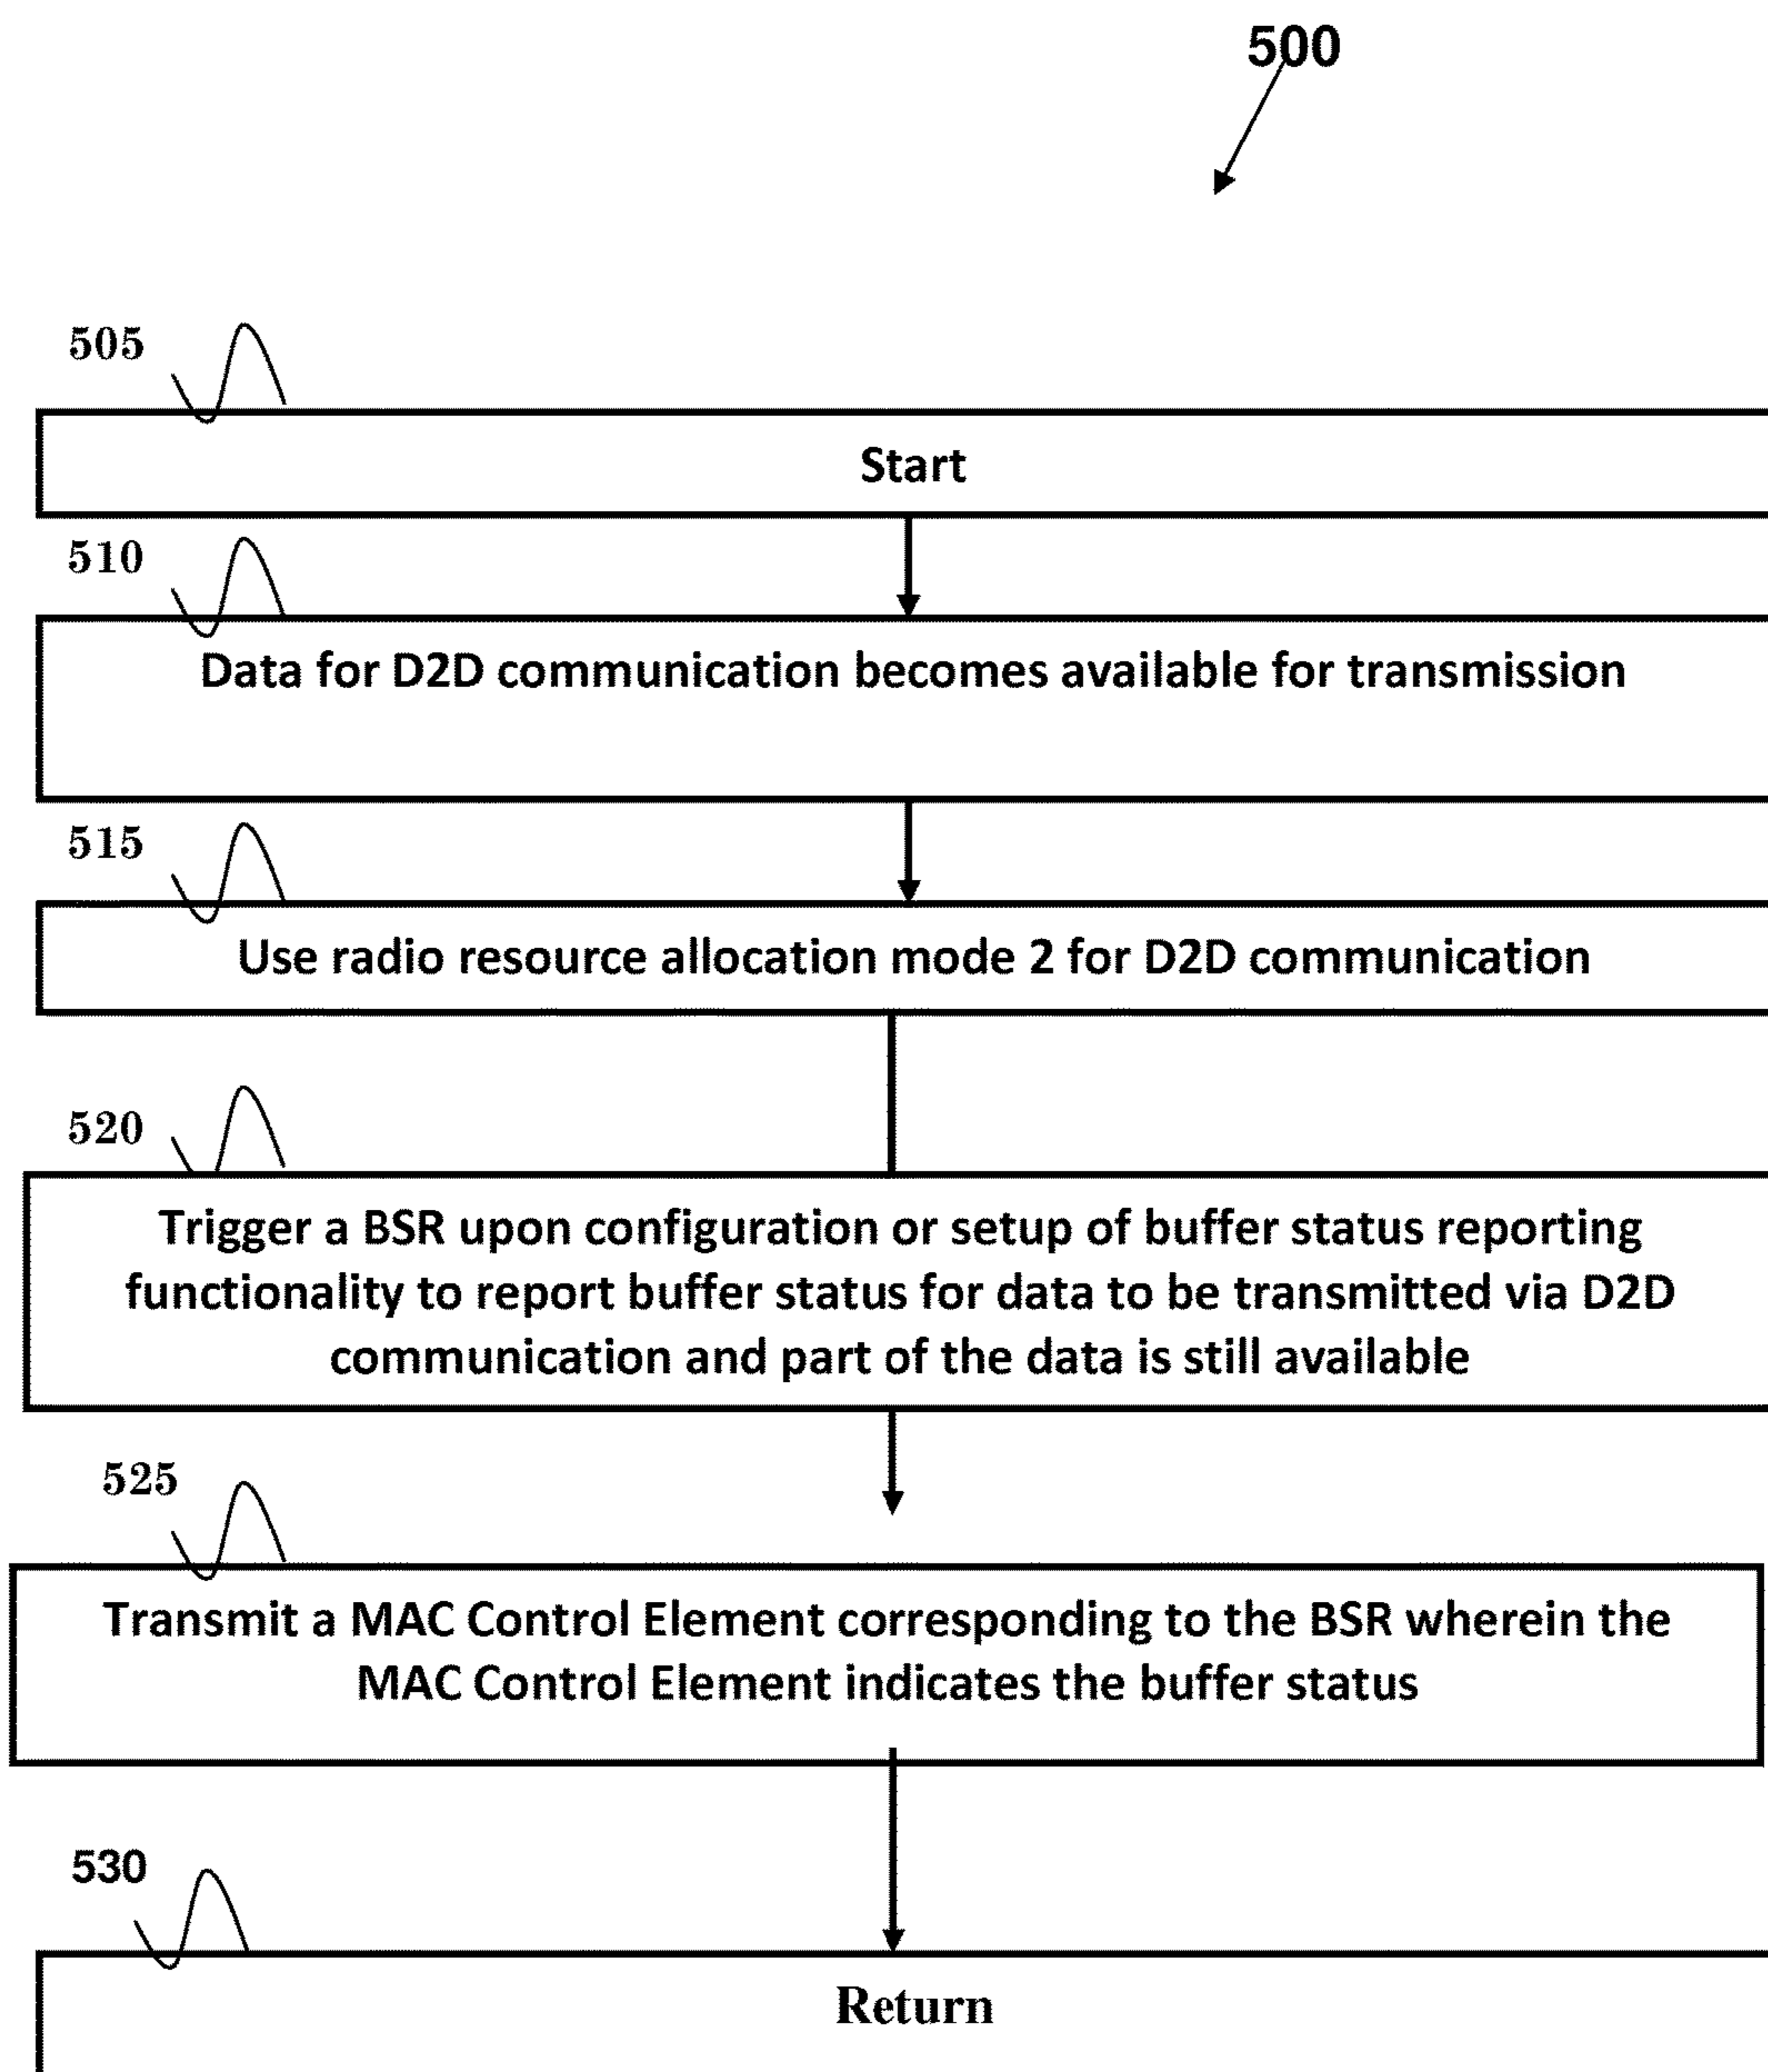 500
505
Start
510
Data for D2D communication becomes available for transmission
515
Use radio resource allocation mode 2 for D2D communication
520
Trigger a BSR upon configuration or setup of buffer status reporting
functionality to report buffer status for data to be transmitted via D2D
communication and part of the data is still available
525
Transmit a MAC Control Element corresponding to the BSR wherein the
MAC Control Element indicates the buffer status
530
Return